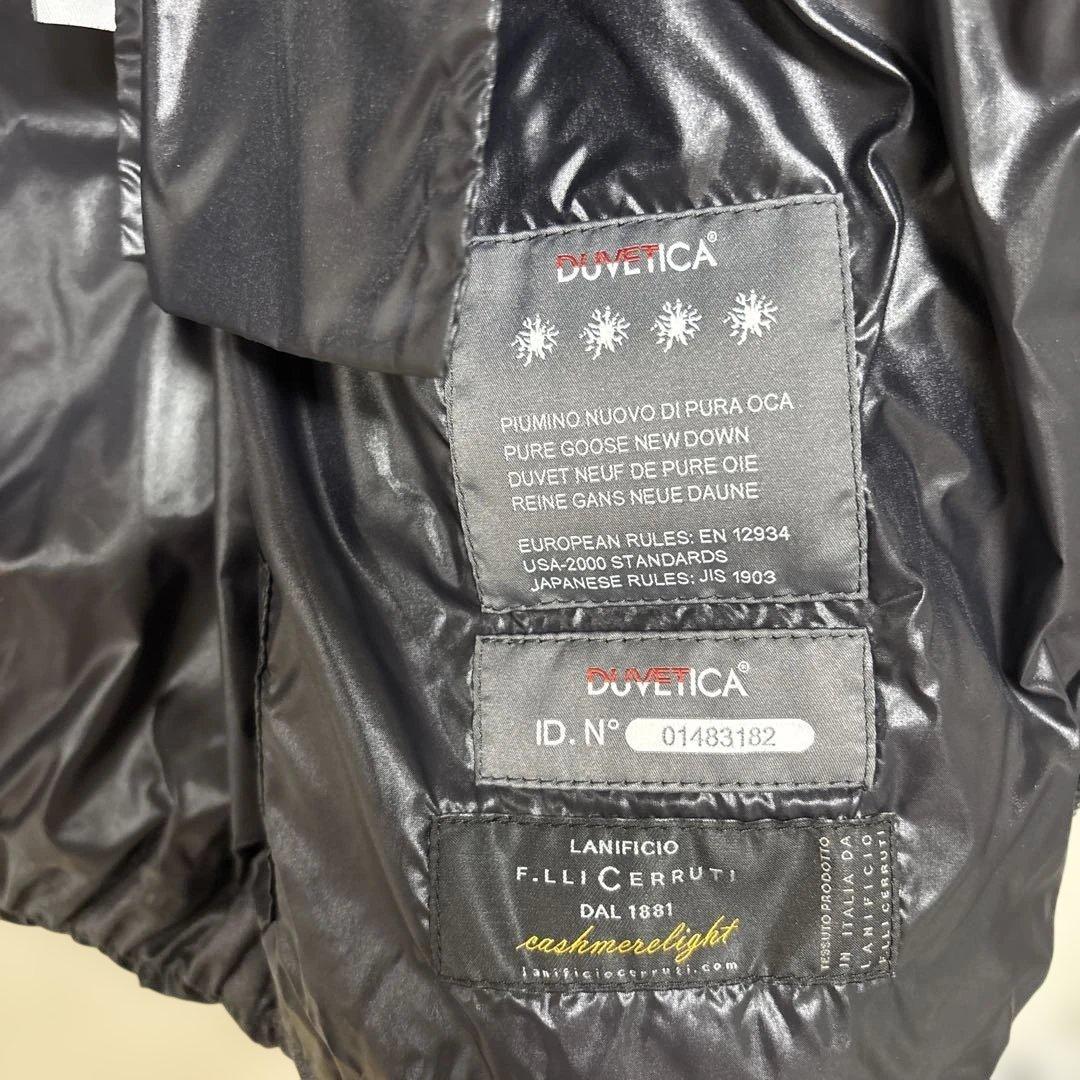 DUVETICA®
PIUMINO NUOVO DI PURA OCA
PURE GOOSE NEW DOWN
DUVET NEUF DE PURE OIE
REINE GANS NEUE DAUNE
EUROPEAN RULES: EN 12934
USA-2000 STANDARDS
JAPANESE RULES: JIS 1903
DUVETICA®
ID. N° 01483182
LANIFICIO
F.LLI CERRUTI
DAL 1881
cashmerelight
lanificiocerruti.com
TESSUTO PRODOTTO
IN ITALIA DA
LANIFICIO
F.LLI CERRUTI